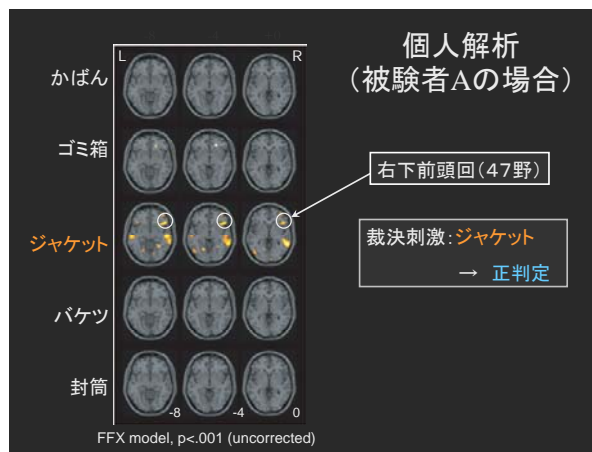 個人解析
（被験者Aの場合）
L
R
かばん
ゴミ箱
右下前頭回（４７野）
ジャケット
裁決刺激：ジャケット
→ 正判定
バケツ
封筒
-8
-4
0
FFX model, p<.001 (uncorrected)